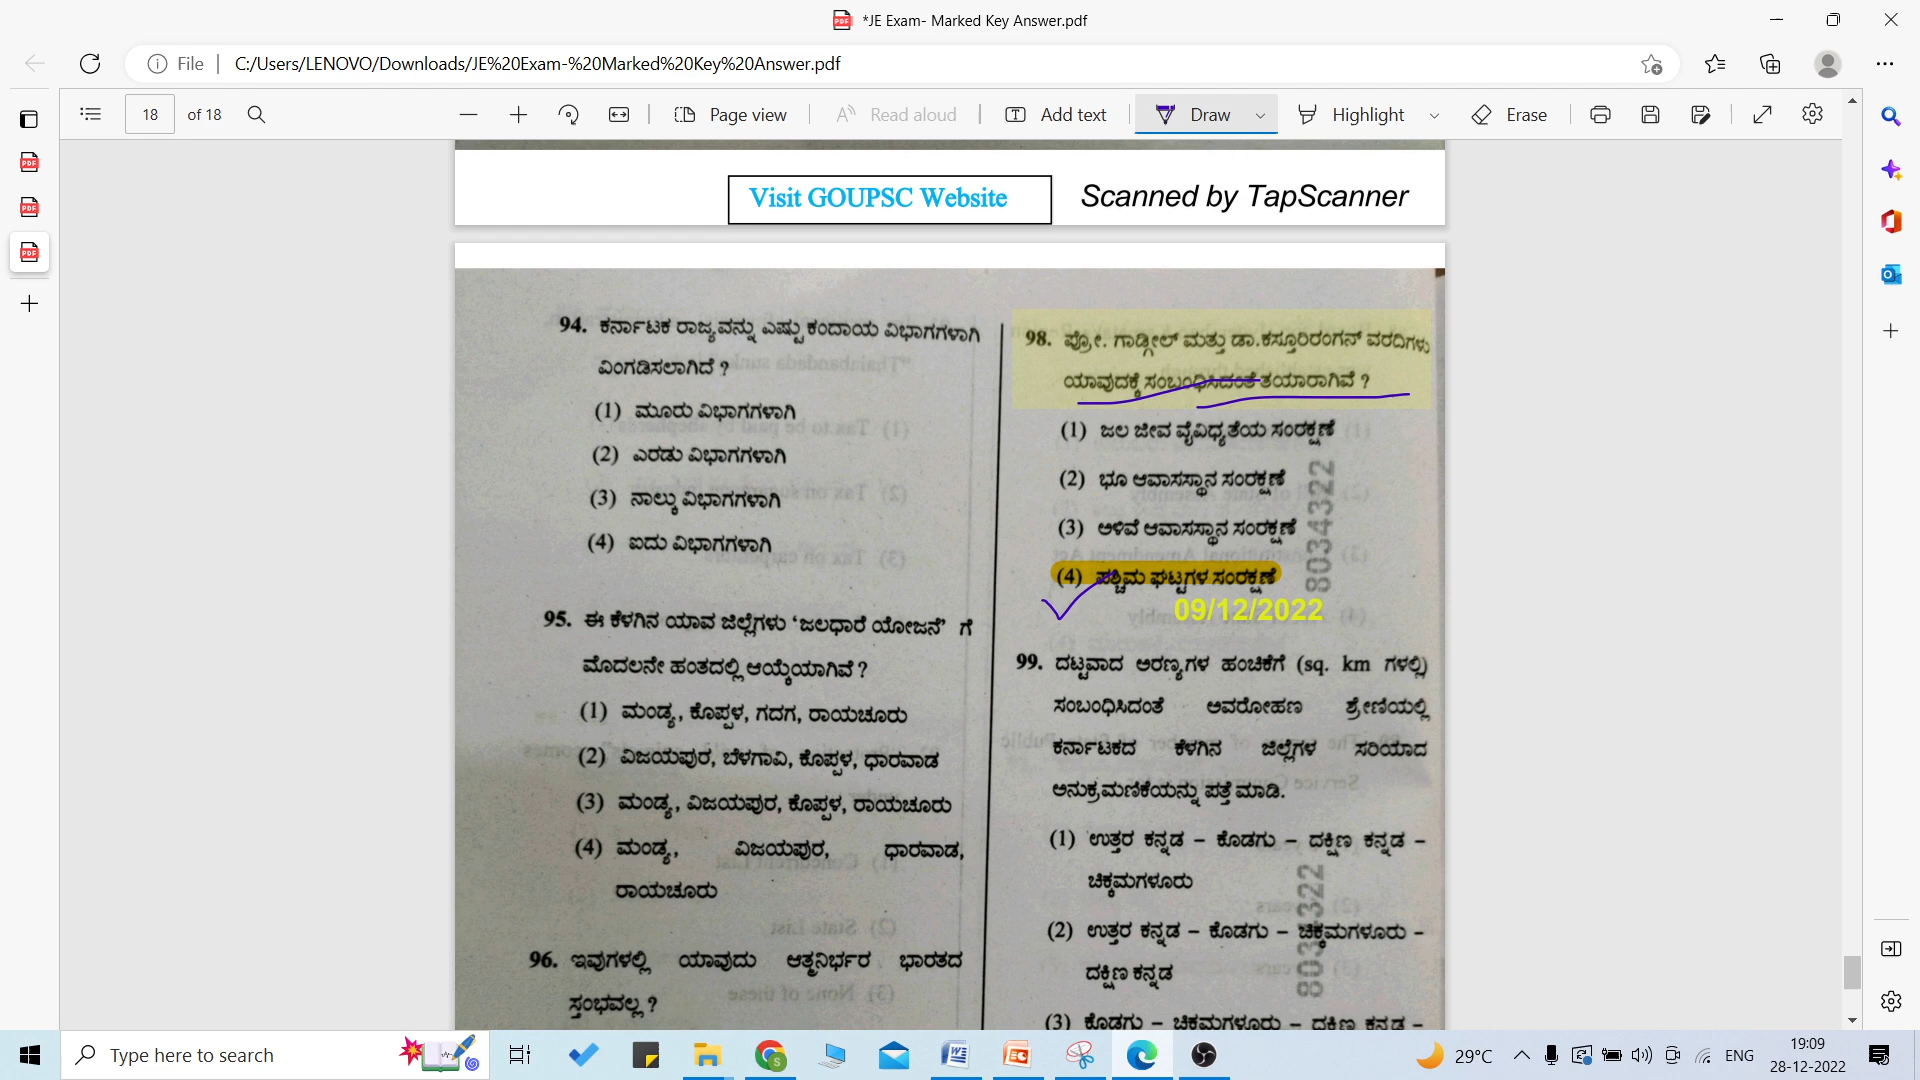 *JE Exam- Marked Key Answer.pdf
File
C:/Users/LENOVO/Downloads/JE%20Exam-%20Marked%20Key%20Answer.pdf
18 of 18
Page view
Read aloud
Add text
Draw
Highlight
Erase
Visit GOUPSC Website
Scanned by TapScanner
94. ಕರ್ನಾಟಕ ರಾಜ್ಯವನ್ನು ಎಷ್ಟು ಕಂದಾಯ ವಿಭಾಗಗಳಾಗಿ
ವಿಂಗಡಿಸಲಾಗಿದೆ ?
(1) ಮೂರು ವಿಭಾಗಗಳಾಗಿ
(2) ಎರಡು ವಿಭಾಗಗಳಾಗಿ
(3) ನಾಲ್ಕು ವಿಭಾಗಗಳಾಗಿ
(4) ಐದು ವಿಭಾಗಗಳಾಗಿ
95. ಈ ಕೆಳಗಿನ ಯಾವ ಜಿಲ್ಲೆಗಳು 'ಜಲಧಾರೆ ಯೋಜನೆ' ಗೆ
ಮೊದಲನೇ ಹಂತದಲ್ಲಿ ಆಯ್ಕೆಯಾಗಿವೆ ?
(1) ಮಂಡ್ಯ, ಕೊಪ್ಪಳ, ಗದಗ, ರಾಯಚೂರು
(2) ವಿಜಯಪುರ, ಬೆಳಗಾವಿ, ಕೊಪ್ಪಳ, ಧಾರವಾಡ
(3) ಮಂಡ್ಯ, ವಿಜಯಪುರ, ಕೊಪ್ಪಳ, ರಾಯಚೂರು
(4) ಮಂಡ್ಯ, ವಿಜಯಪುರ, ಧಾರವಾಡ,
ರಾಯಚೂರು
96. ಇವುಗಳಲ್ಲಿ ಯಾವುದು ಆತ್ಮನಿರ್ಭರ ಭಾರತದ
ಸ್ತಂಭವಲ್ಲ ?
98. ಪ್ರೋ. ಗಾಡ್ಗೀಲ್ ಮತ್ತು ಡಾ.ಕಸ್ತೂರಿರಂಗನ್ ವರದಿಗಳು
ಯಾವುದಕ್ಕೆ ಸಂಬಂಧಿಸಿದಂತೆ ತಯಾರಾಗಿವೆ ?
(1) ಜಲ ಜೀವ ವೈವಿಧ್ಯತೆಯ ಸಂರಕ್ಷಣೆ
(2) ಭೂ ಆವಾಸಸ್ಥಾನ ಸಂರಕ್ಷಣೆ
(3) ಅಳಿವೆ ಆವಾಸಸ್ಥಾನ ಸಂರಕ್ಷಣೆ
(4) ಪಶ್ಚಿಮ ಘಟ್ಟಗಳ ಸಂರಕ್ಷಣೆ
8034322
09/12/2022
99. ದಟ್ಟವಾದ ಅರಣ್ಯಗಳ ಹಂಚಿಕೆಗೆ (sq. km ಗಳಲ್ಲಿ)
ಸಂಬಂಧಿಸಿದಂತೆ ಅವರೋಹಣ ಶ್ರೇಣಿಯಲ್ಲಿ
ಕರ್ನಾಟಕದ ಕೆಳಗಿನ ಜಿಲ್ಲೆಗಳ ಸರಿಯಾದ
ಅನುಕ್ರಮಣಿಕೆಯನ್ನು ಪತ್ತೆ ಮಾಡಿ.
(1) ಉತ್ತರ ಕನ್ನಡ – ಕೊಡಗು – ದಕ್ಷಿಣ ಕನ್ನಡ –
ಚಿಕ್ಕಮಗಳೂರು
(2) ಉತ್ತರ ಕನ್ನಡ – ಕೊಡಗು – ಚಿಕ್ಕಮಗಳೂರು –
ದಕ್ಷಿಣ ಕನ್ನಡ
8034322
(3) ಕೊಡಗು – ಚಿಕ್ಕಮಗಳೂರು – ದಕ್ಷಿಣ ಕನ್ನಡ –
Type here to search
29°C
ENG
19:09
28-12-2022